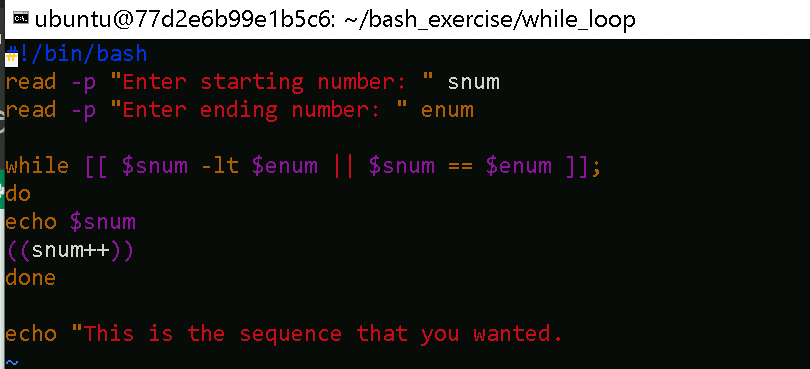 ubuntu@77d2e6b99e1b5c6: ~/bash_exercise/while_loop
#!/bin/bash
read -p "Enter starting number: " snum
read -p "Enter ending number: " enum
while [[ $snum -lt $enum || $snum == $enum ]];
do
echo $snum
((snum++))
done
echo "This is the sequence that you wanted.
~